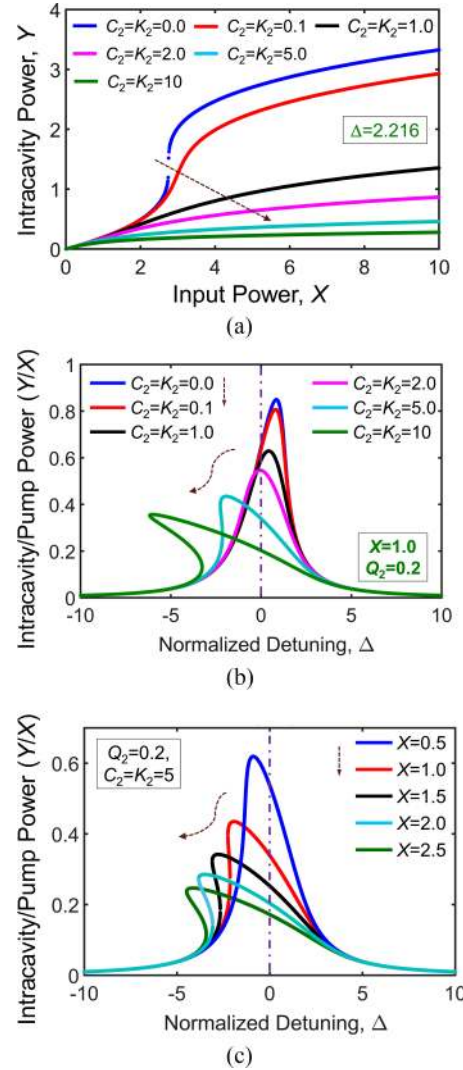 C₂=K₂=0.0 C₂=K₂=0.1 C₂=K₂=1.0
C₂=K₂=2.0 C₂=K₂=5.0
C₂=K₂=10
Δ=2.216
Intracavity Power, Y
4
3
2
1
0
0 2 4 6 8 10
Input Power, X
(a)
C₂=K₂=0.0 C₂=K₂=2.0
C₂=K₂=0.1 C₂=K₂=5.0
C₂=K₂=1.0 C₂=K₂=10
X=1.0
Q₂=0.2
Intracavity/Pump Power (Y/X)
1
0.8
0.6
0.4
0.2
0
-10 -5 0 5 10
Normalized Detuning, Δ
(b)
Q₂=0.2,
C₂=K₂=5
X=0.5
X=1.0
X=1.5
X=2.0
X=2.5
Intracavity/Pump Power (Y/X)
0.6
0.4
0.2
0
-10 -5 0 5 10
Normalized Detuning, Δ
(c)